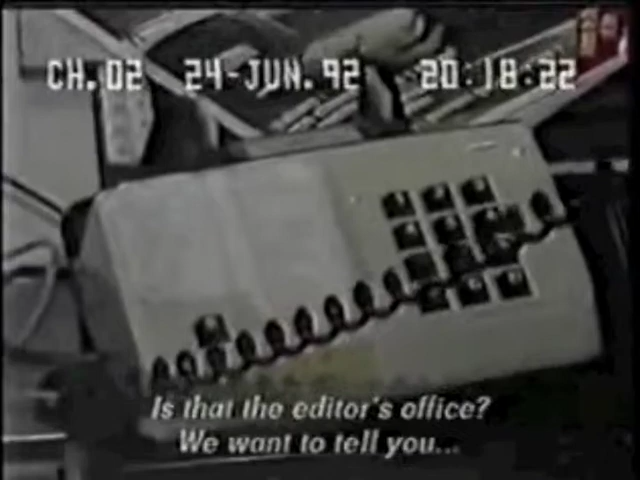 CH.02 24-JUN.92 20:18:22
Is that the editor's office?
We want to tell you...